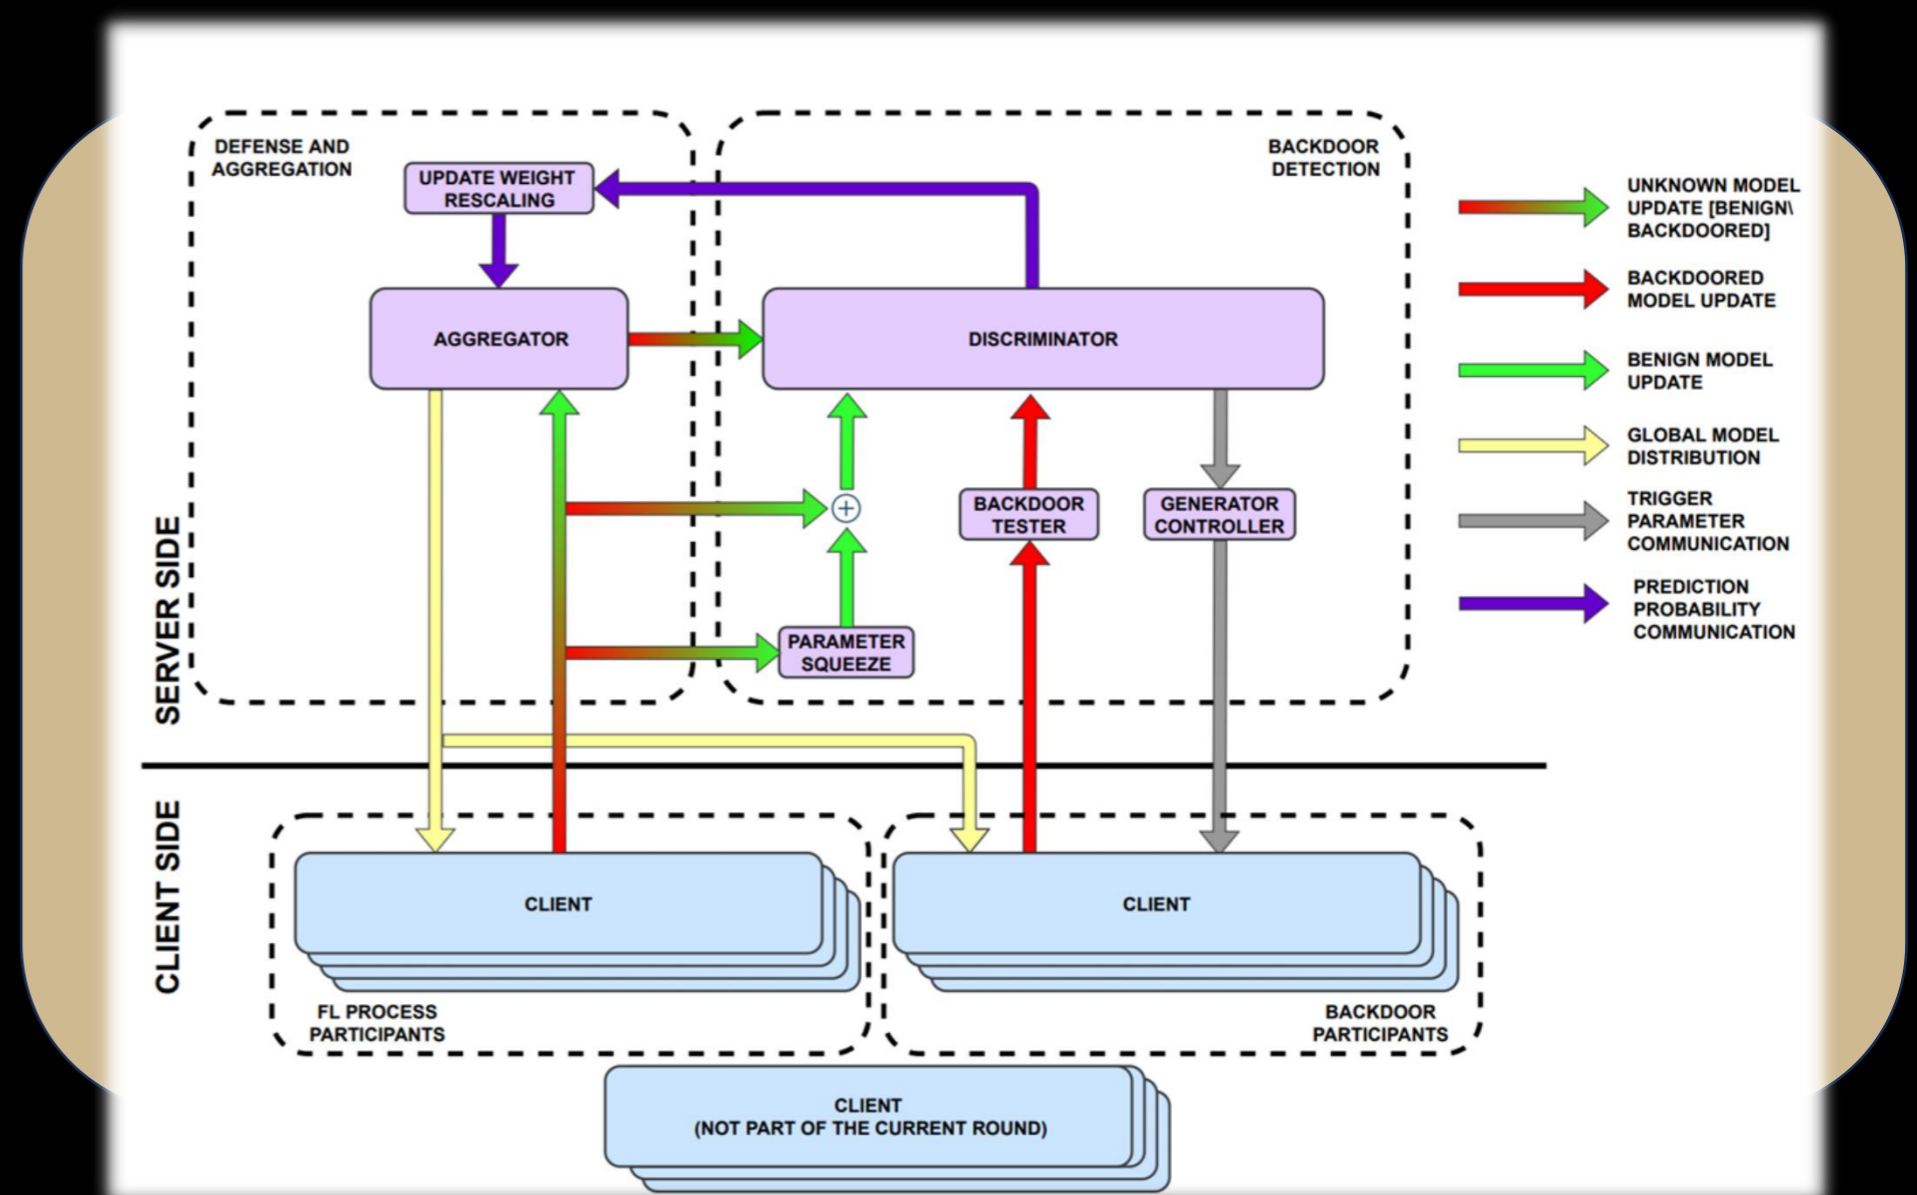 DEFENSE AND
AGGREGATION
UPDATE WEIGHT
RESCALING
BACKDOOR
DETECTION
AGGREGATOR
DISCRIMINATOR
BACKDOOR
TESTER
GENERATOR
CONTROLLER
PARAMETER
SQUEEZE
SERVER SIDE
UNKNOWN MODEL
UPDATE [BENIGN\
BACKDOORED]
BACKDOORED
MODEL UPDATE
BENIGN MODEL
UPDATE
GLOBAL MODEL
DISTRIBUTION
TRIGGER
PARAMETER
COMMUNICATION
PREDICTION
PROBABILITY
COMMUNICATION
CLIENT SIDE
CLIENT
FL PROCESS
PARTICIPANTS
CLIENT
BACKDOOR
PARTICIPANTS
CLIENT
(NOT PART OF THE CURRENT ROUND)